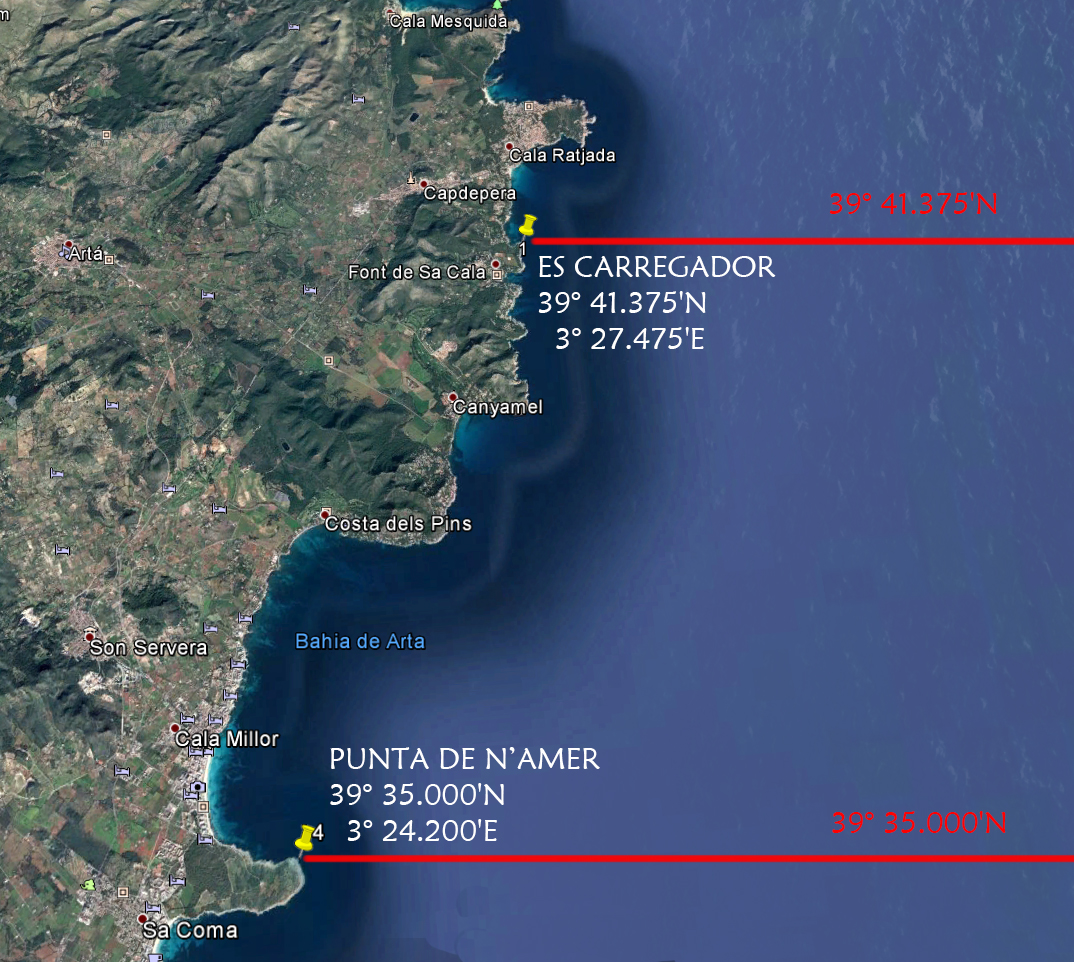 m
Cala Mesquida
Cala Ratjada
Capdepera
39° 41.375'N
1
Artá
Font de Sa Cala
ES CARREGADOR
39° 41.375'N
3° 27.475'E
Canyamel
Costa dels Pins
Bahia de Arta
Son Servera
Cala Millor
PUNTA DE N’AMER
39° 35.000'N
3° 24.200'E
4
39° 35.000'N
Sa Coma